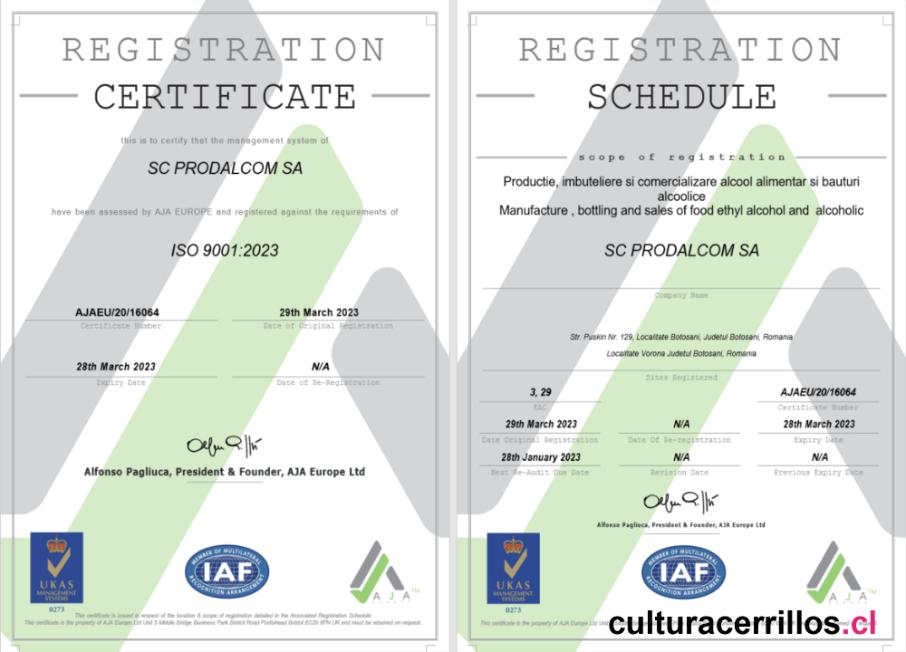 REGISTRATION
CERTIFICATE
this is to certify that the management system of
SC PRODALCOM SA
have been assessed by AJA EUROPE and registered against the requirements of
ISO 9001:2023
AJAEU/20/16064
Certificate Number
29th March 2023
Date of Original Registration
28th March 2023
Expiry Date
N/A
Date of Re-Registration
Alfonso Pagliuca, President & Founder, AJA Europe Ltd
UKAS
MANAGEMENT
SYSTEMS
0273
MEMBER OF MULTILATERAL
IAF
RECOGNITION ARRANGEMENT
AJA
TM
This certificate is issued in respect of the location & scope of registration detailed in the Associated Registration Schedule
This certificate is the property of AJA Europe Ltd Unit 5 Middle Bridge Business Park Bristol Road Portishead Bristol BS20 6PN UK and must be returned on request.
REGISTRATION
SCHEDULE
scope of registration
Productie, imbuteliere si comercializare alcool alimentar si bauturi
alcoolice
Manufacture , bottling and sales of food ethyl alcohol and alcoholic
SC PRODALCOM SA
Company Name
Str. Puskin Nr. 129, Localitate Botosani, Judetul Botosani, Romania
Localitate Vorona Judetul Botosani, Romania
Sites Registered
3, 29
EAC
AJAEU/20/16064
Certificate Number
29th March 2023
Date Original Registration
N/A
Date Of Re-registration
28th March 2023
Expiry Date
28th January 2023
Next Re-Audit Due Date
N/A
Revision Date
N/A
Previous Expiry Date
Alfonso Pagliuca, President & Founder, AJA Europe Ltd
UKAS
MANAGEMENT
SYSTEMS
0273
MEMBER OF MULTILATERAL
IAF
RECOGNITION ARRANGEMENT
AJA
TM
This certificate is the property of AJA Europe Ltd
culturacerrillos.cl